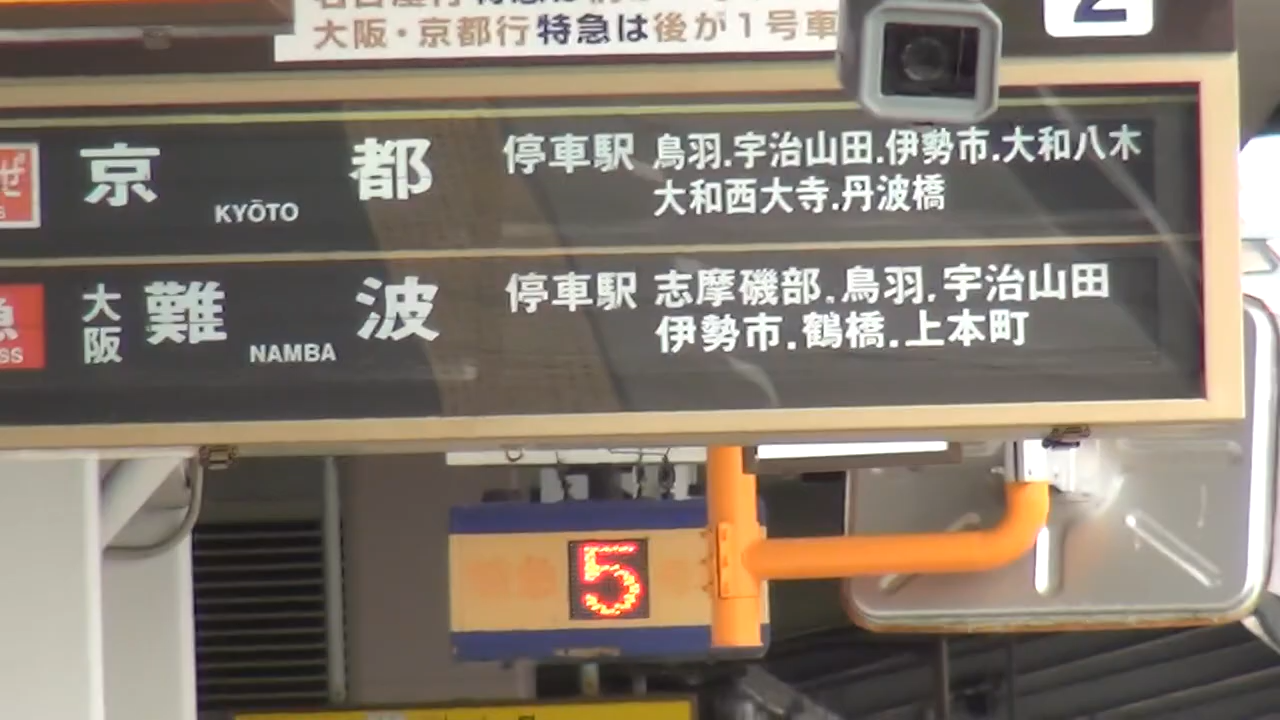 大阪・京都行特急は後が1号車
2
ぜ 京都 停車駅 鳥羽.宇治山田.伊勢市.大和八木
KYŌTO 大和西大寺.丹波橋
急 大阪 難波 停車駅 志摩磯部.鳥羽.宇治山田
SS NAMBA 伊勢市.鶴橋.上本町
5